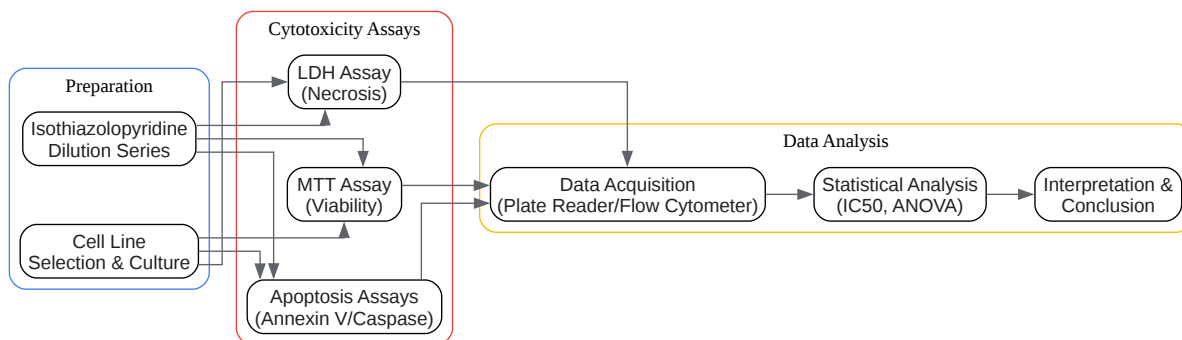 Preparation
Isothiazolopyridine
Dilution Series
Cell Line
Selection & Culture
Cytotoxicity Assays
LDH Assay
(Necrosis)
MTT Assay
(Viability)
Apoptosis Assays
(Annexin V/Caspase)
Data Analysis
Data Acquisition
(Plate Reader/Flow Cytometer)
Statistical Analysis
(IC50, ANOVA)
Interpretation &
Conclusion